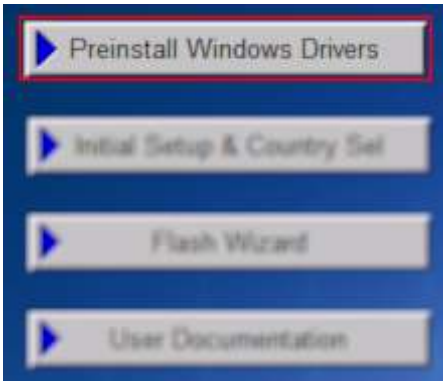 Preinstall Windows Drivers
Initial Setup & Country Sel
Flash Wizard
User Documentation